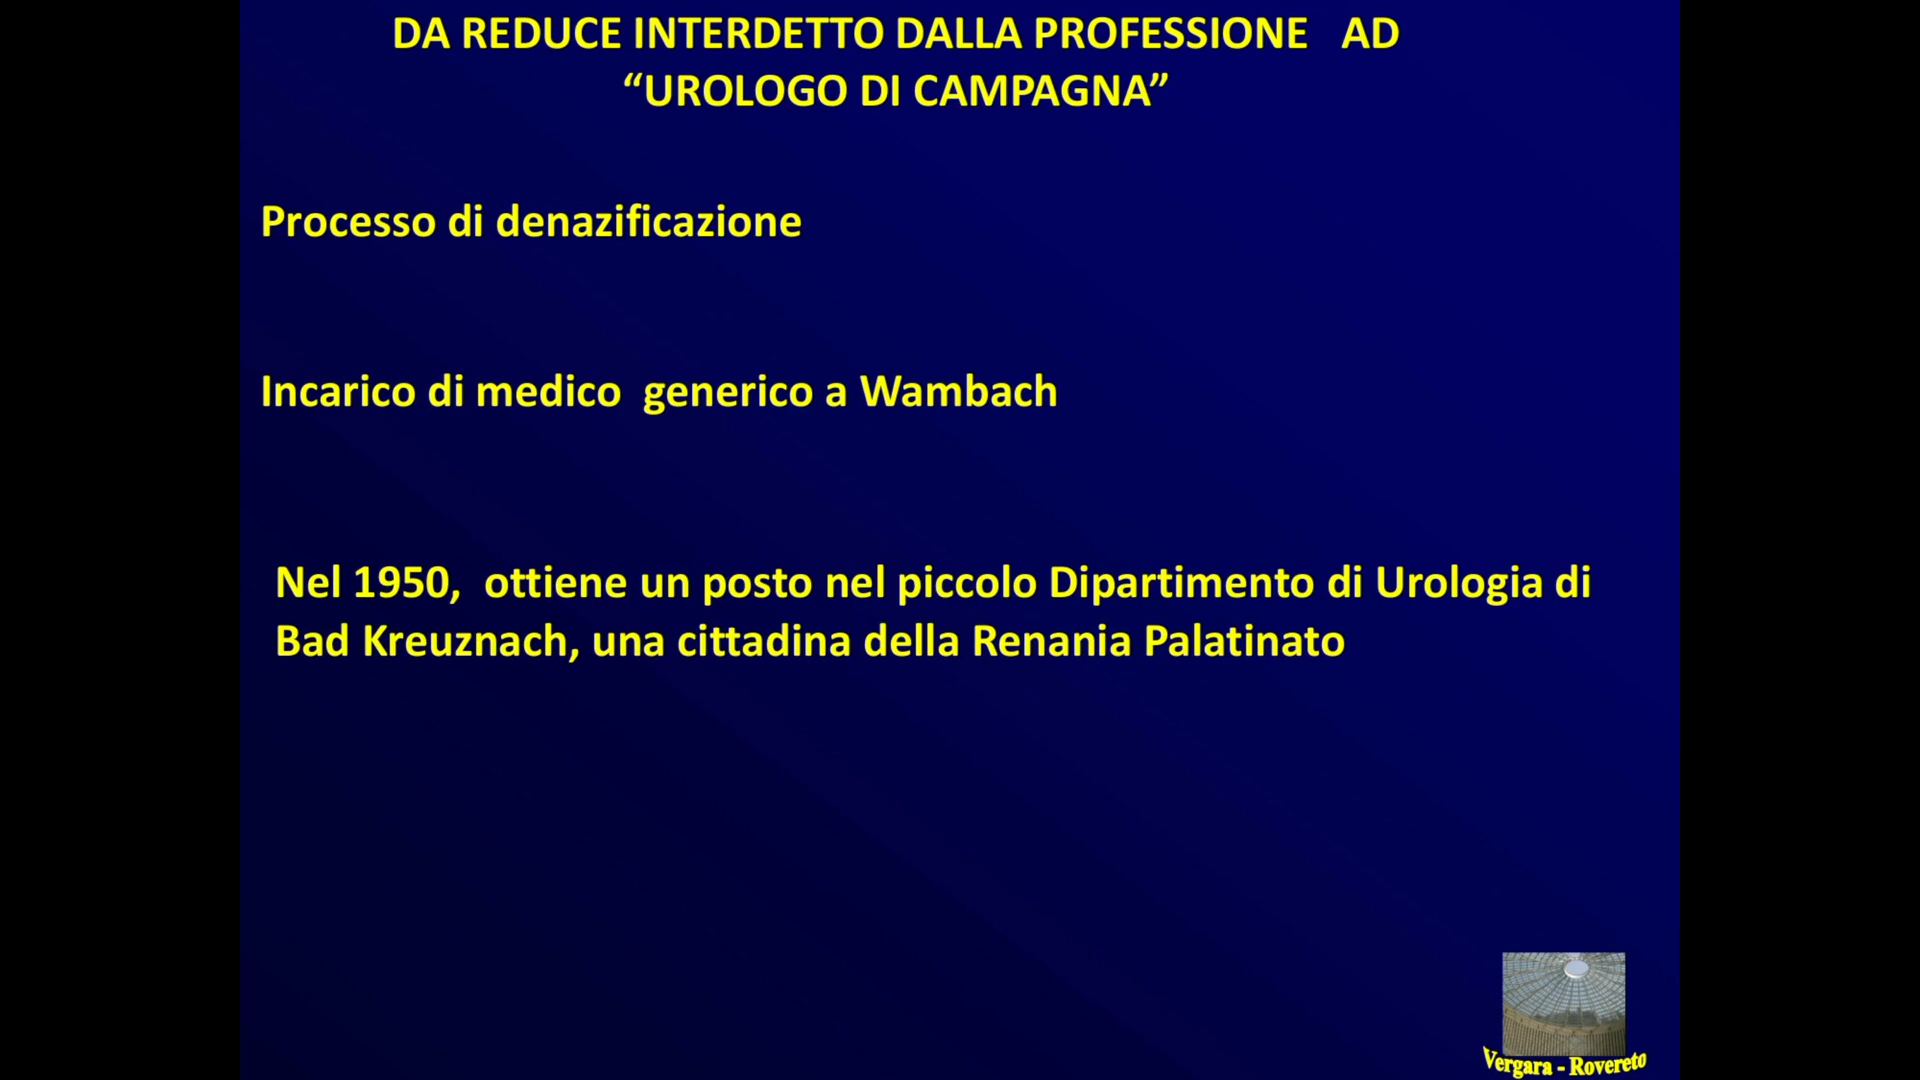 DA REDUCE INTERDETTO DALLA PROFESSIONE AD
“UROLOGO DI CAMPAGNA”
Processo di denazificazione
Incarico di medico generico a Wambach
Nel 1950, ottiene un posto nel piccolo Dipartimento di Urologia di
Bad Kreuznach, una cittadina della Renania Palatinato
Vergara - Rovereto